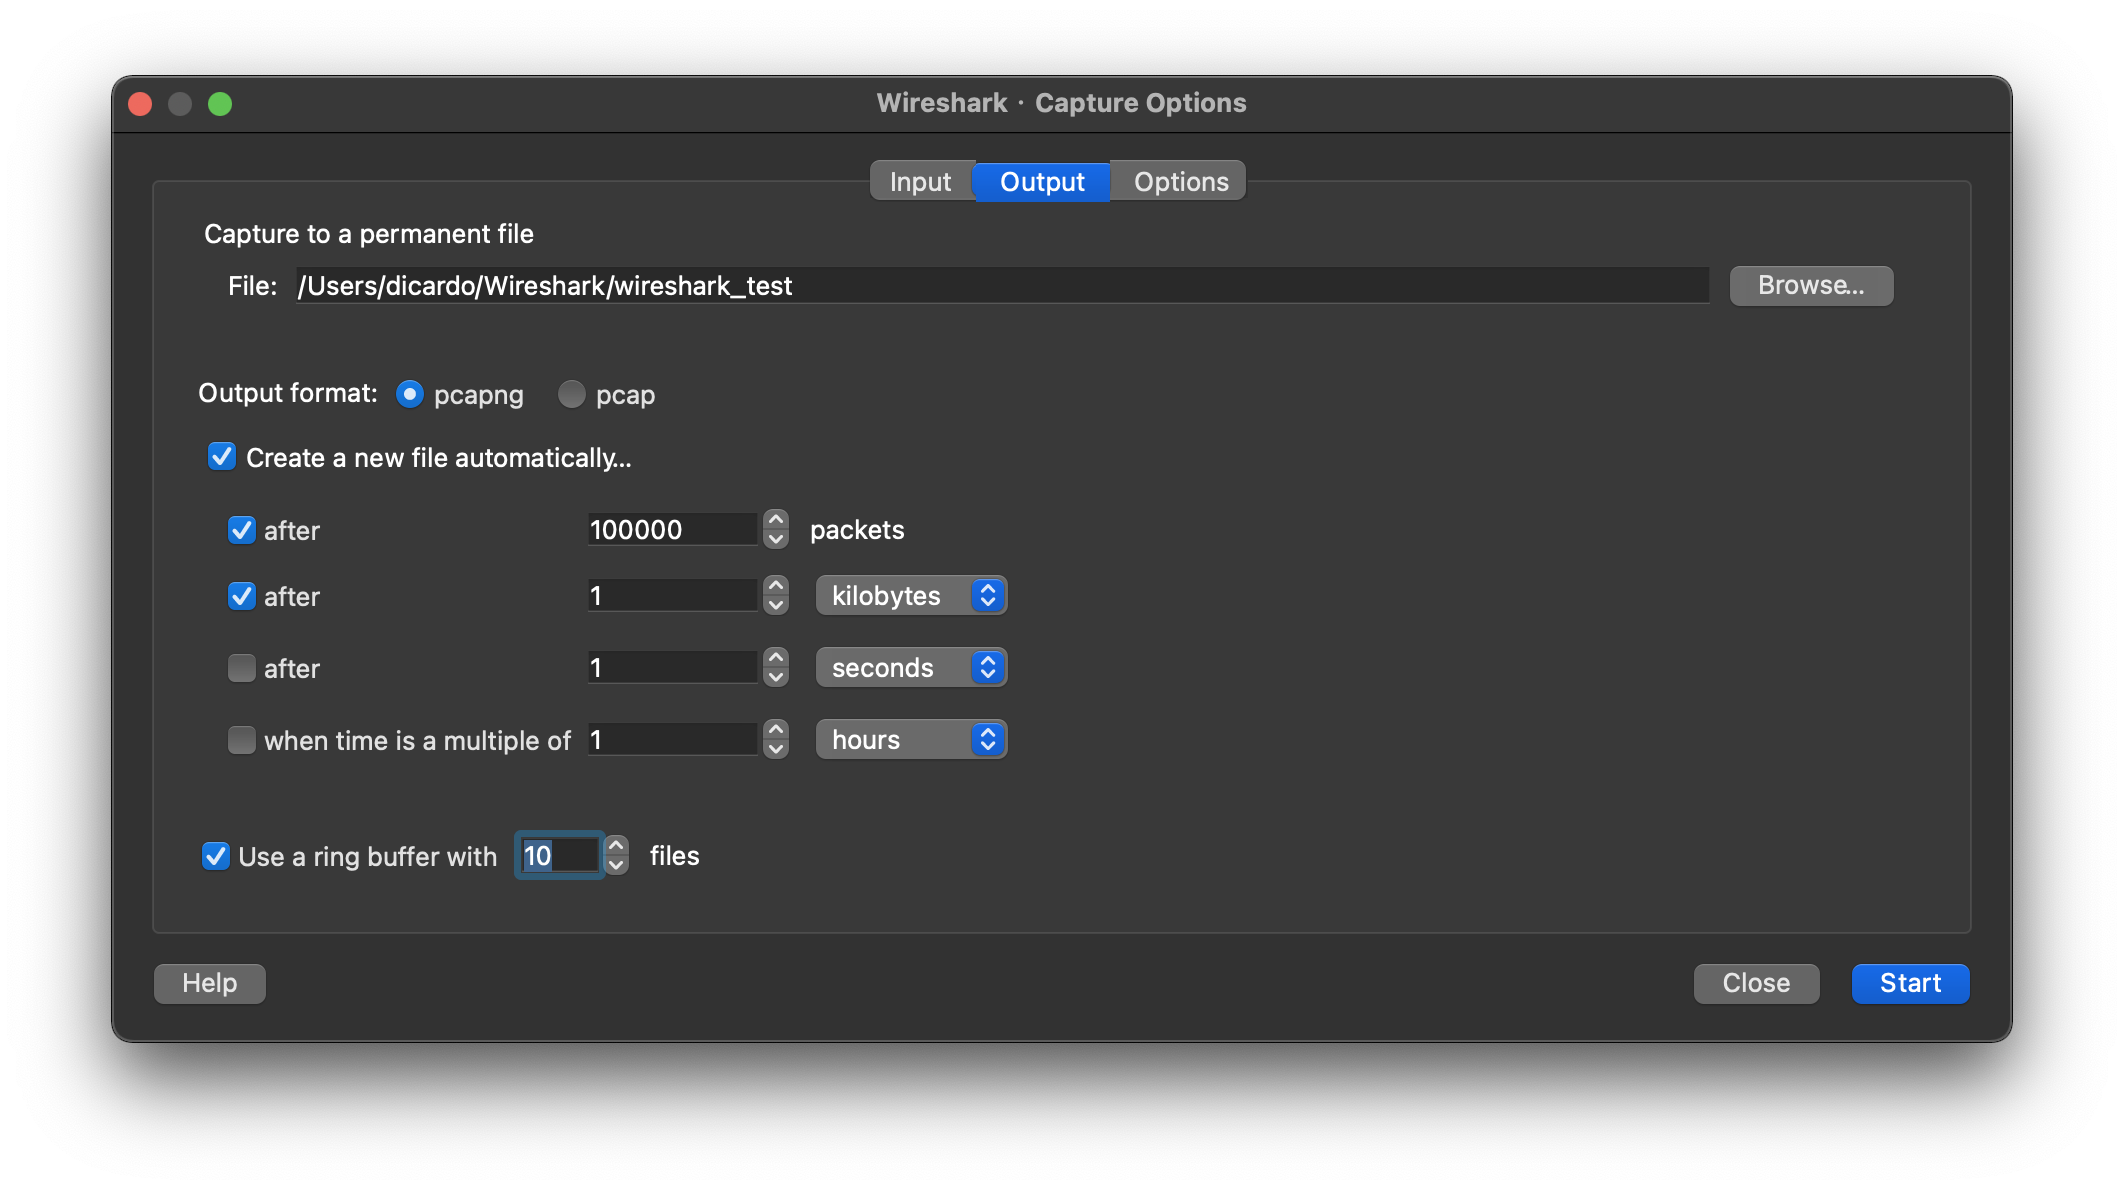 Wireshark · Capture Options
Input Output Options
Capture to a permanent file
File: /Users/dicardo/Wireshark/wireshark_test Browse...
Output format: pcapng pcap
Create a new file automatically...
after 100000 packets
after 1 kilobytes
after 1 seconds
when time is a multiple of 1 hours
Use a ring buffer with 10 files
Help Close Start